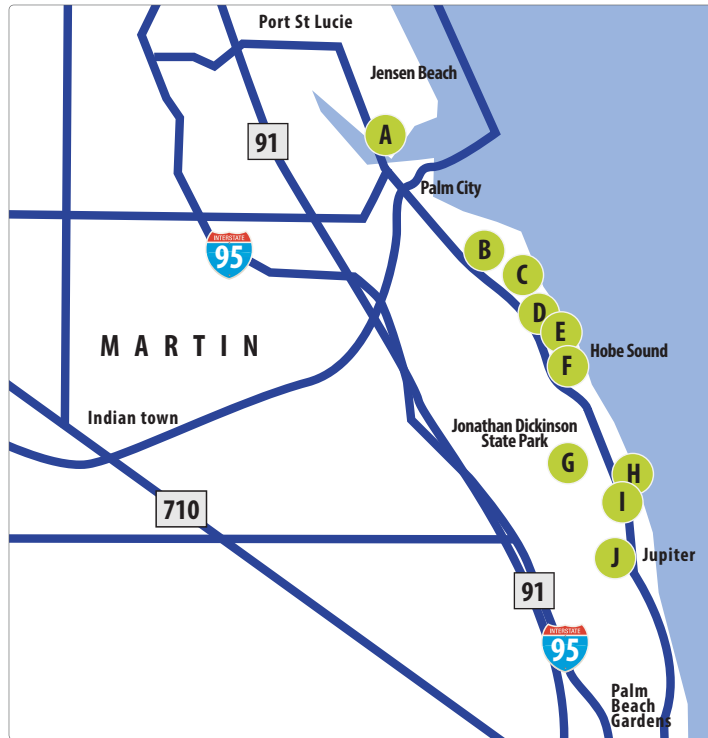 Port St Lucie
Jensen Beach
A
91
Palm City
B
INTERSTATE
95
C
D
E
MARTIN
Hobe Sound
F
Indian town
Jonathan Dickinson
State Park
G
H
I
710
J
Jupiter
91
INTERSTATE
95
Palm
Beach
Gardens